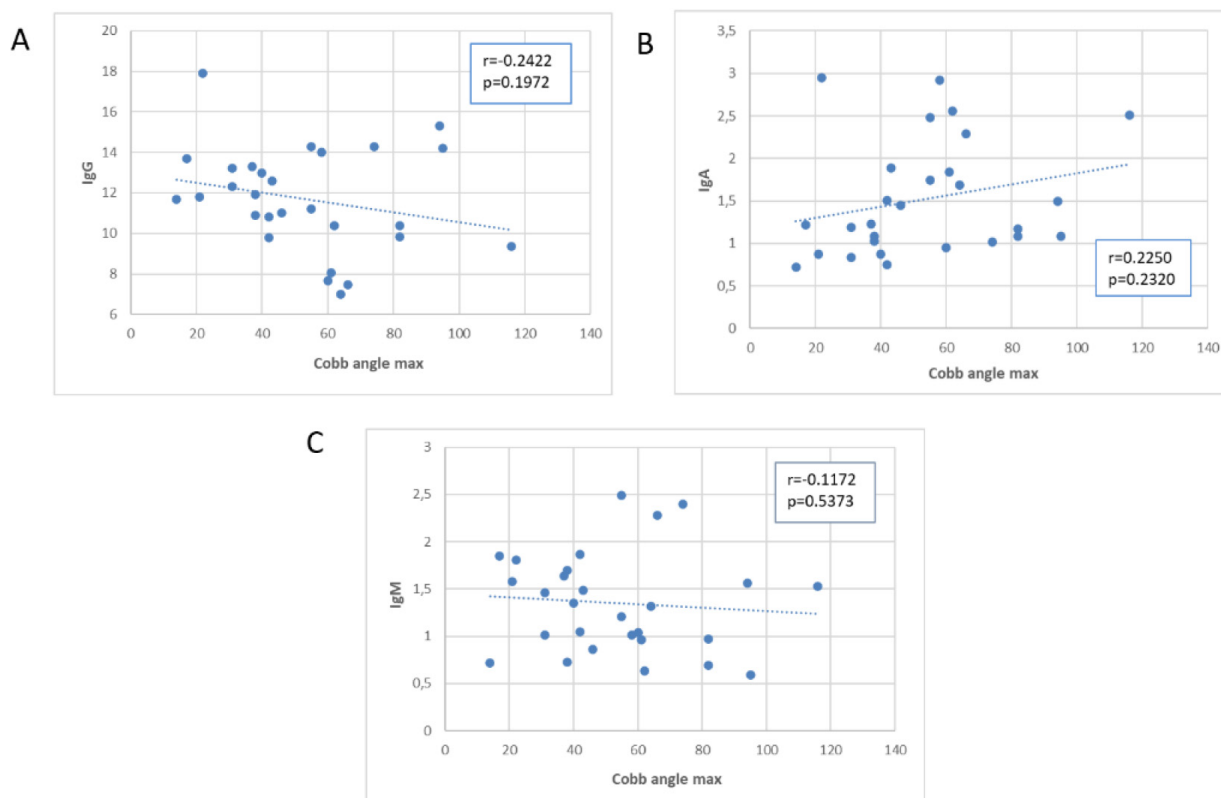 A
r=-0.2422
p=0.1972
IgG
20
18
16
14
12
10
8
6
0 20 40 60 80 100 120 140
Cobb angle max
B
r=0.2250
p=0.2320
IgA
3,5
3
2,5
2
1,5
1
0,5
0
0 20 40 60 80 100 120 140
Cobb angle max
C
r=-0.1172
p=0.5373
IgM
3
2,5
2
1,5
1
0,5
0
0 20 40 60 80 100 120 140
Cobb angle max